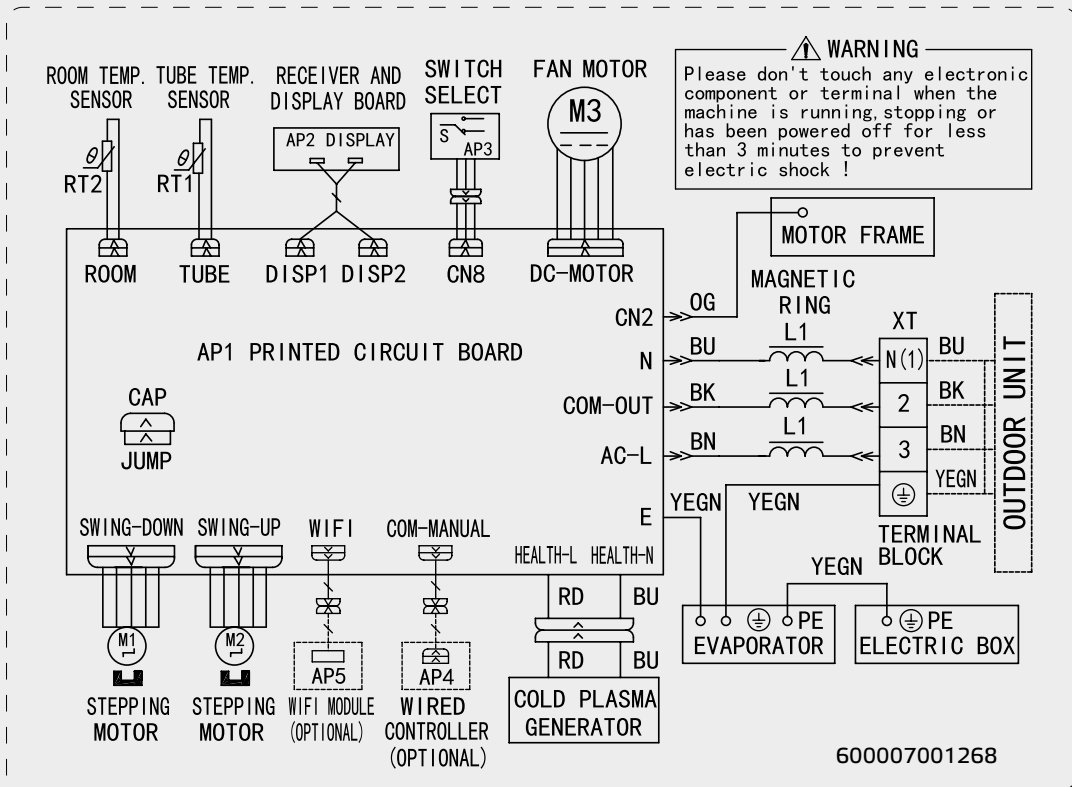 ROOM TEMP.
SENSOR
TUBE TEMP.
SENSOR
RECEIVER AND
DISPLAY BOARD
SWITCH
SELECT
FAN MOTOR
WARNING
Please don't touch any electronic
component or terminal when the
machine is running, stopping or
has been powered off for less
than 3 minutes to prevent
electric shock !
θ
RT2
θ
RT1
AP2 DISPLAY
S
AP3
M3
MOTOR FRAME
ROOM
TUBE
DISP1
DISP2
CN8
DC-MOTOR
MAGNETIC
RING
CN2
OG
AP1 PRINTED CIRCUIT BOARD
N
BU
L1
XT
N(1)
BU
COM-OUT
BK
L1
2
BK
AC-L
BN
L1
3
BN
YEGN
OUTDOOR UNIT
CAP
JUMP
E
YEGN
YEGN
TERMINAL
BLOCK
SWING-DOWN
SWING-UP
WIFI
COM-MANUAL
HEALTH-L
HEALTH-N
YEGN
RD
BU
RD
BU
PE
EVAPORATOR
PE
ELECTRIC BOX
M1
M2
AP5
AP4
STEPPING
MOTOR
STEPPING
MOTOR
WIFI MODULE
(OPTIONAL)
WIRED
CONTROLLER
(OPTIONAL)
COLD PLASMA
GENERATOR
600007001268